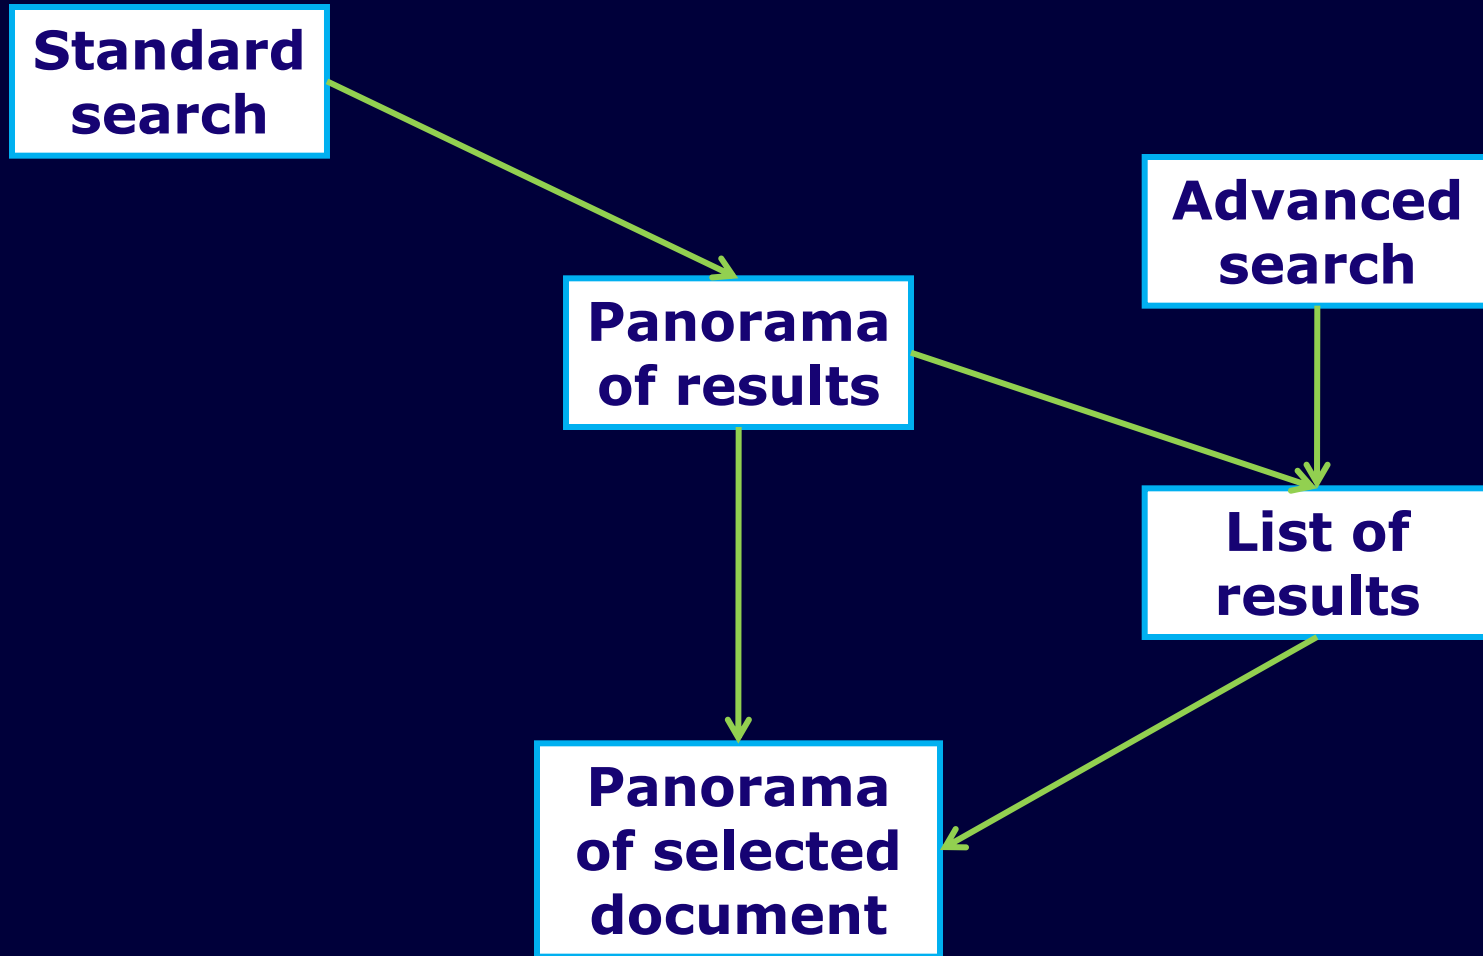 Standard
search
Advanced
search
Panorama
of results
List of
results
Panorama
of selected
document